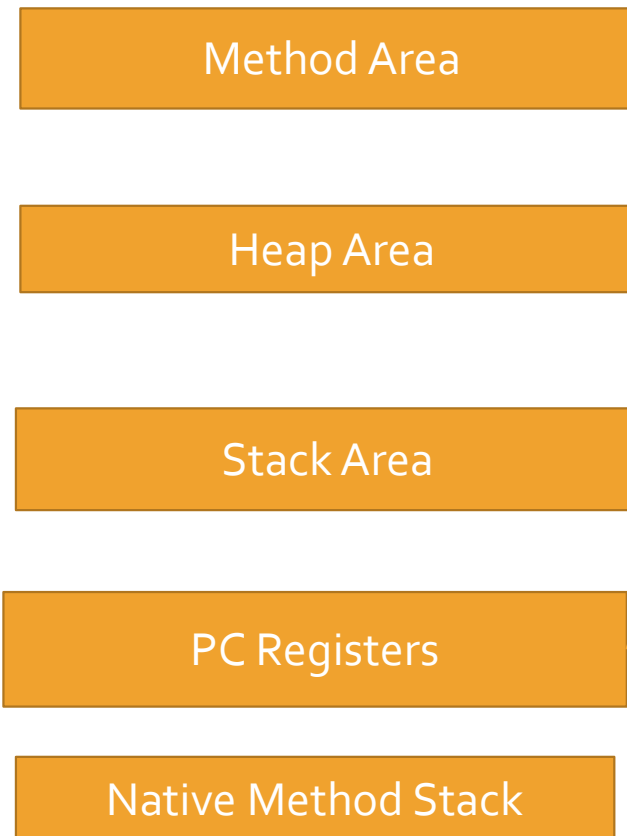 Method Area
Heap Area
Stack Area
PC Registers
Native Method Stack